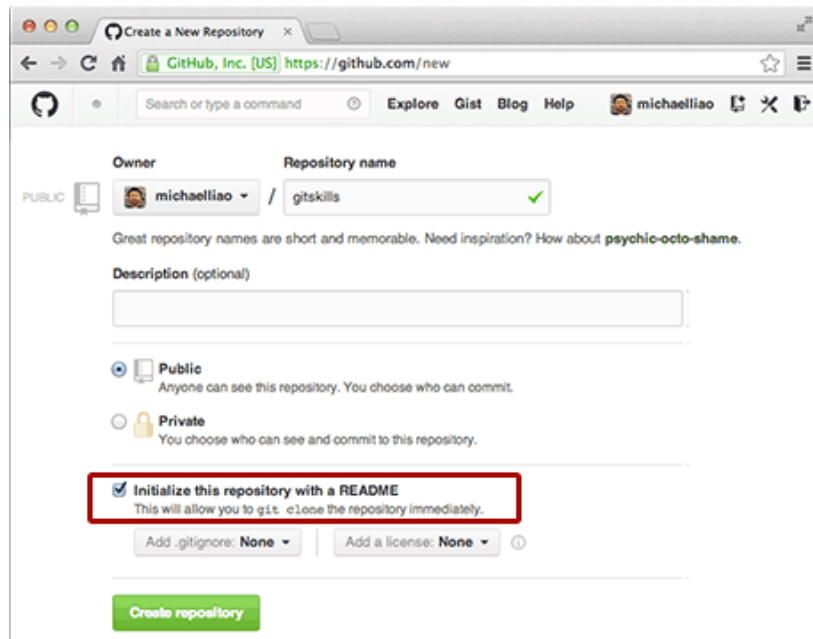 Create a New Repository
GitHub, Inc. [US] https://github.com/new
Search or type a command Explore Gist Blog Help michaelliao
Owner Repository name
PUBLIC michaelliao / gitskills
Great repository names are short and memorable. Need inspiration? How about psychic-octo-shame.
Description (optional)
Public
Anyone can see this repository. You choose who can commit.
Private
You choose who can see and commit to this repository.
Initialize this repository with a README
This will allow you to git clone the repository immediately.
Add .gitignore: None Add a license: None
Create repository